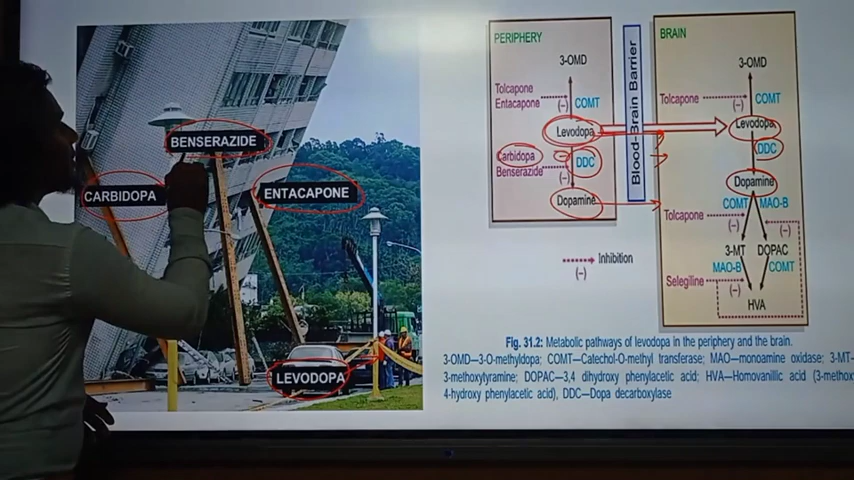 BENSERAZIDE
CARBIDOPA
ENTACAPONE
LEVODOPA
PERIPHERY
3-OMD
Tolcapone
Entacapone
(–)
COMT
Levodopa
Carbidopa
Benserazide
(–)
DDC
Dopamine
Blood-Brain Barrier
BRAIN
3-OMD
Tolcapone
(–)
COMT
Levodopa
DDC
Dopamine
COMT
MAO-B
Tolcapone
(–)
(–)
3-MT
DOPAC
MAO-B
COMT
Selegiline
(–)
HVA
Inhibition
(–)
Fig. 31.2: Metabolic pathways of levodopa in the periphery and the brain.
3-OMD—3-O-methyldopa; COMT—Catechol-O-methyl transferase; MAO—monoamine oxidase; 3-MT—
3-methoxylyramine; DOPAC—3,4 dihydroxy phenylacetic acid; HVA—Homovanillic acid (3-methox
4-hydroxy phenylacetic acid), DDC—Dopa decarboxylase